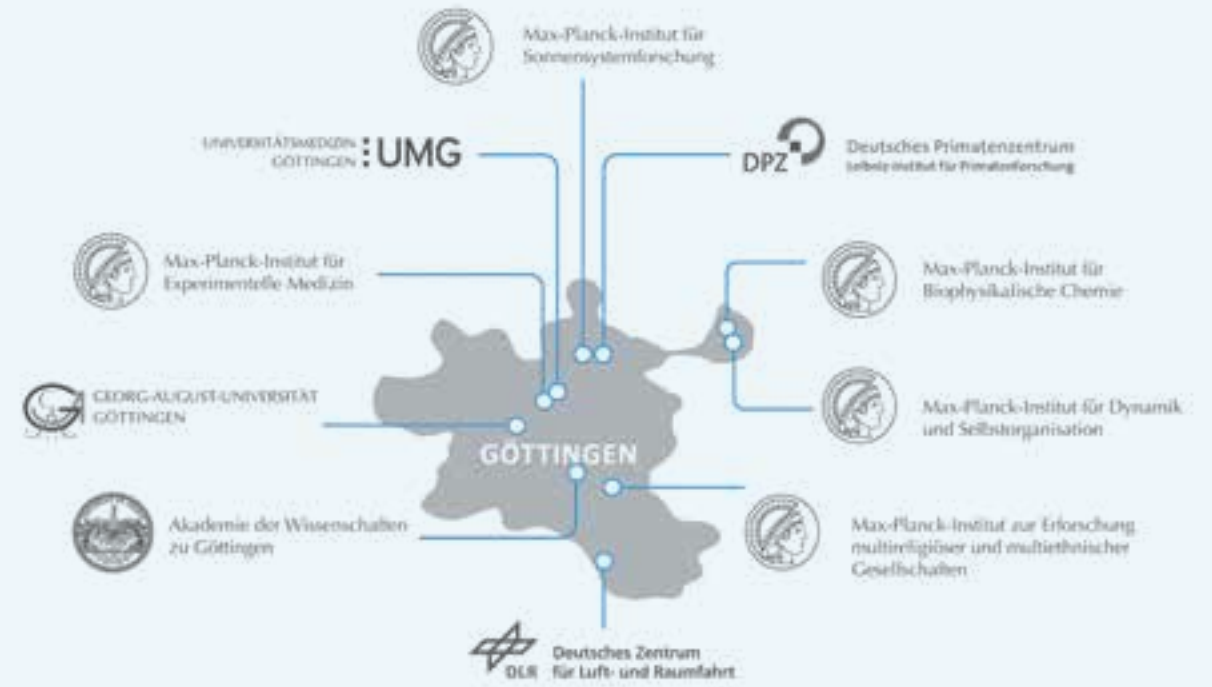 Max-Planck-Institut für
Sonnensystemforschung
UNIVERSITÄTSMEDIZIN
GÖTTINGEN
UMG
DPZ
Deutsches Primatenzentrum
Leibniz-Institut für Primatenforschung
Max-Planck-Institut für
Experimentelle Medizin
Max-Planck-Institut für
Biophysikalische Chemie
GEORG-AUGUST-UNIVERSITÄT
GÖTTINGEN
Max-Planck-Institut für Dynamik
und Selbstorganisation
GÖTTINGEN
Akademie der Wissenschaften
zu Göttingen
Max-Planck-Institut zur Erforschung
multireligiöser und multiethnischer
Gesellschaften
DLR
Deutsches Zentrum
für Luft- und Raumfahrt